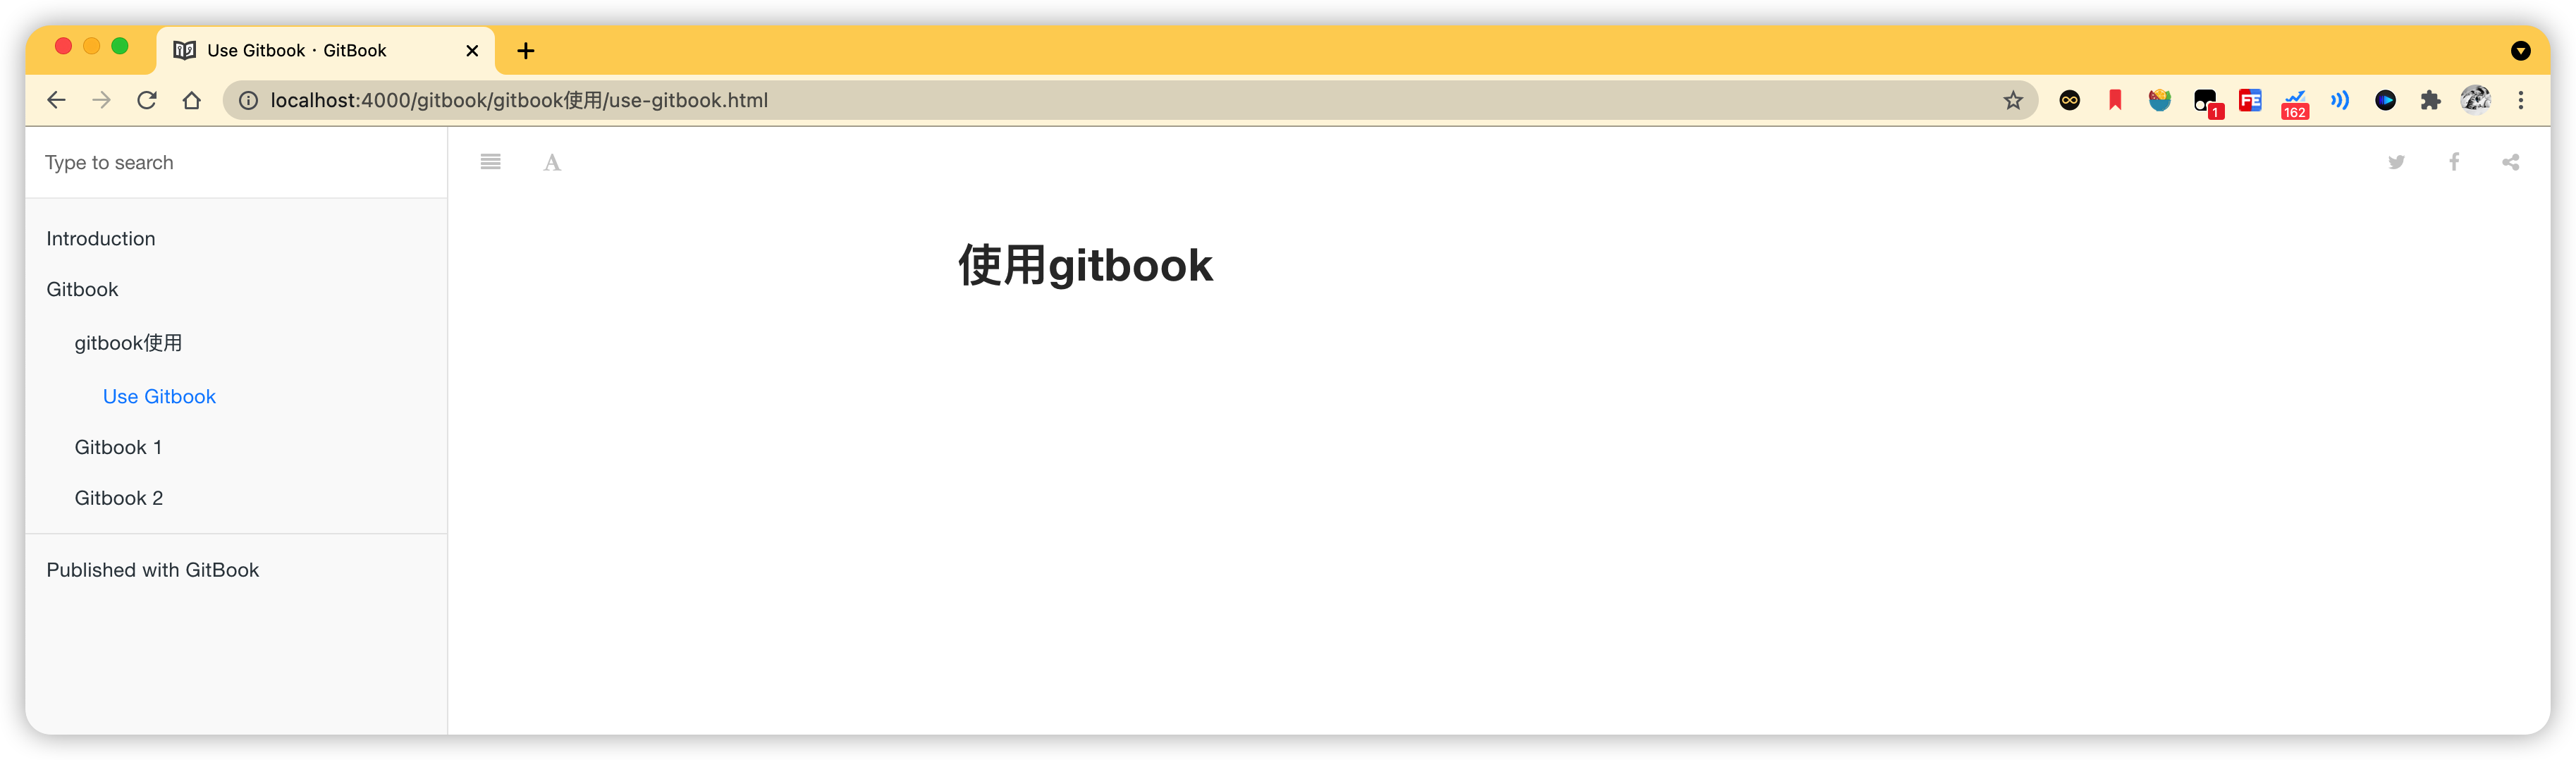 Use Gitbook · GitBook
localhost:4000/gitbook/gitbook使用/use-gitbook.html
1
FE
162
Type to search
A
Introduction
使用gitbook
Gitbook
gitbook使用
Use Gitbook
Gitbook 1
Gitbook 2
Published with GitBook